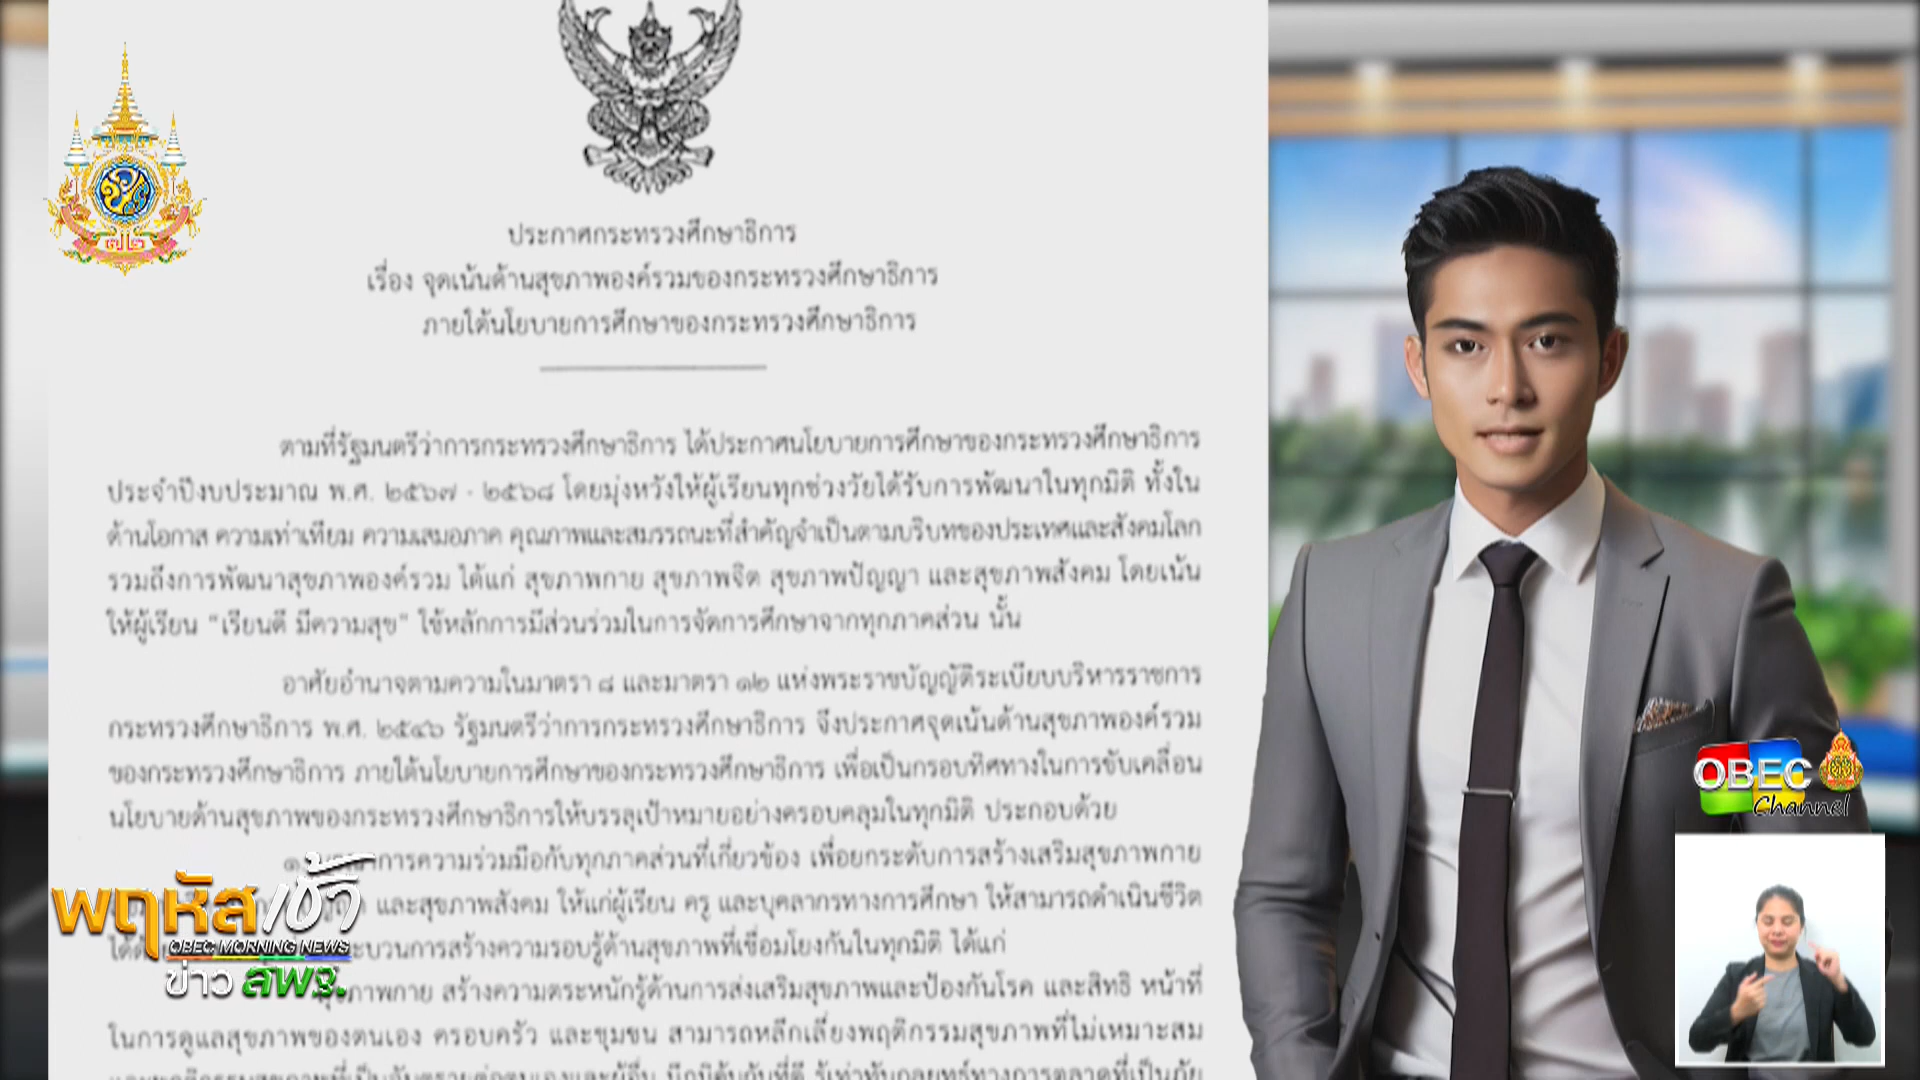 ประกาศกระทรวงศึกษาธิการ
เรื่อง จุดเน้นด้านสุขภาพองค์รวมของกระทรวงศึกษาธิการ
ภายใต้นโยบายการศึกษาของกระทรวงศึกษาธิการ
ตามที่รัฐมนตรีว่าการกระทรวงศึกษาธิการ ได้ประกาศนโยบายการศึกษาของกระทรวงศึกษาธิการ
ประจำปีงบประมาณ พ.ศ. ๒๕๖๗ - ๒๕๖๘ โดยมุ่งหวังให้ผู้เรียนทุกช่วงวัยได้รับการพัฒนาในทุกมิติ ทั้งใน
ด้านโอกาส ความเท่าเทียม ความเสมอภาค คุณภาพและสมรรถนะที่สำคัญจำเป็นตามบริบทของประเทศและสังคมโลก
รวมถึงการพัฒนาสุขภาพองค์รวม ได้แก่ สุขภาพกาย สุขภาพจิต สุขภาพปัญญา และสุขภาพสังคม โดยเน้น
ให้ผู้เรียน “เรียนดี มีความสุข” ใช้หลักการมีส่วนร่วมในการจัดการศึกษาจากทุกภาคส่วน นั้น
อาศัยอำนาจตามความในมาตรา ๘ และมาตรา ๑๒ แห่งพระราชบัญญัติระเบียบบริหารราชการ
กระทรวงศึกษาธิการ พ.ศ. ๒๕๔๖ รัฐมนตรีว่าการกระทรวงศึกษาธิการ จึงประกาศจุดเน้นด้านสุขภาพองค์รวม
ของกระทรวงศึกษาธิการ ภายใต้นโยบายการศึกษาของกระทรวงศึกษาธิการ เพื่อเป็นกรอบทิศทางในการขับเคลื่อน
นโยบายด้านสุขภาพของกระทรวงศึกษาธิการให้บรรลุเป้าหมายอย่างครอบคลุมในทุกมิติ ประกอบด้วย
การความร่วมมือกับทุกภาคส่วนที่เกี่ยวข้อง เพื่อยกระดับการสร้างเสริมสุขภาพกาย
และสุขภาพสังคม ให้แก่ผู้เรียน ครู และบุคลากรทางการศึกษา ให้สามารถดำเนินชีวิต
ะบวนการสร้างความรอบรู้ด้านสุขภาพที่เชื่อมโยงกันในทุกมิติ ได้แก่
ภาพกาย สร้างความตระหนักรู้ด้านการส่งเสริมสุขภาพและป้องกันโรค และสิทธิ หน้าที่
ในการดูแลสุขภาพของตนเอง ครอบครัว และชุมชน สามารถหลีกเลี่ยงพฤติกรรมสุขภาพที่ไม่เหมาะสม
๗๒
พฤหัสเช้า
OBEC MORNING NEWS
ข่าว สพฐ.
OBEC
Channel